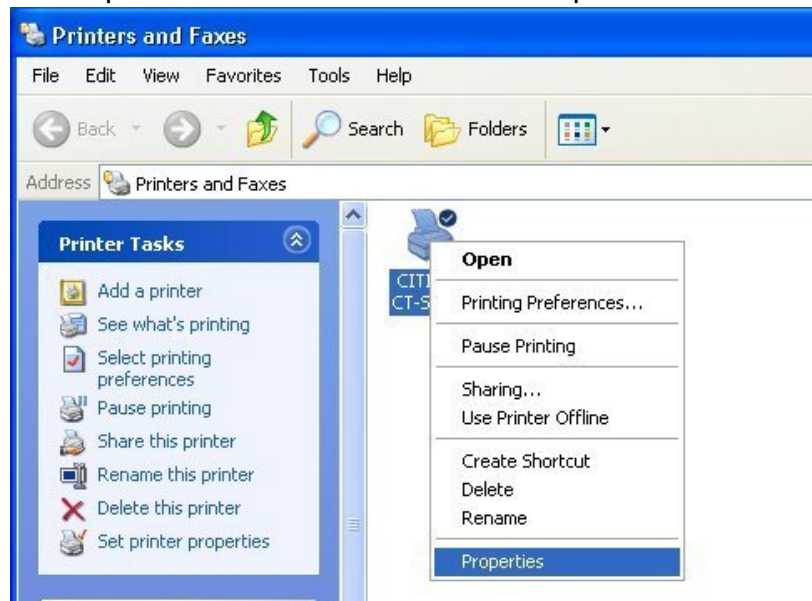 Printers and Faxes
File Edit View Favorites Tools Help
Back Search Folders
Address Printers and Faxes
Printer Tasks
Add a printer
See what's printing
Select printing
preferences
Pause printing
Share this printer
Rename this printer
Delete this printer
Set printer properties
CITI
CT-S
Open
Printing Preferences...
Pause Printing
Sharing...
Use Printer Offline
Create Shortcut
Delete
Rename
Properties